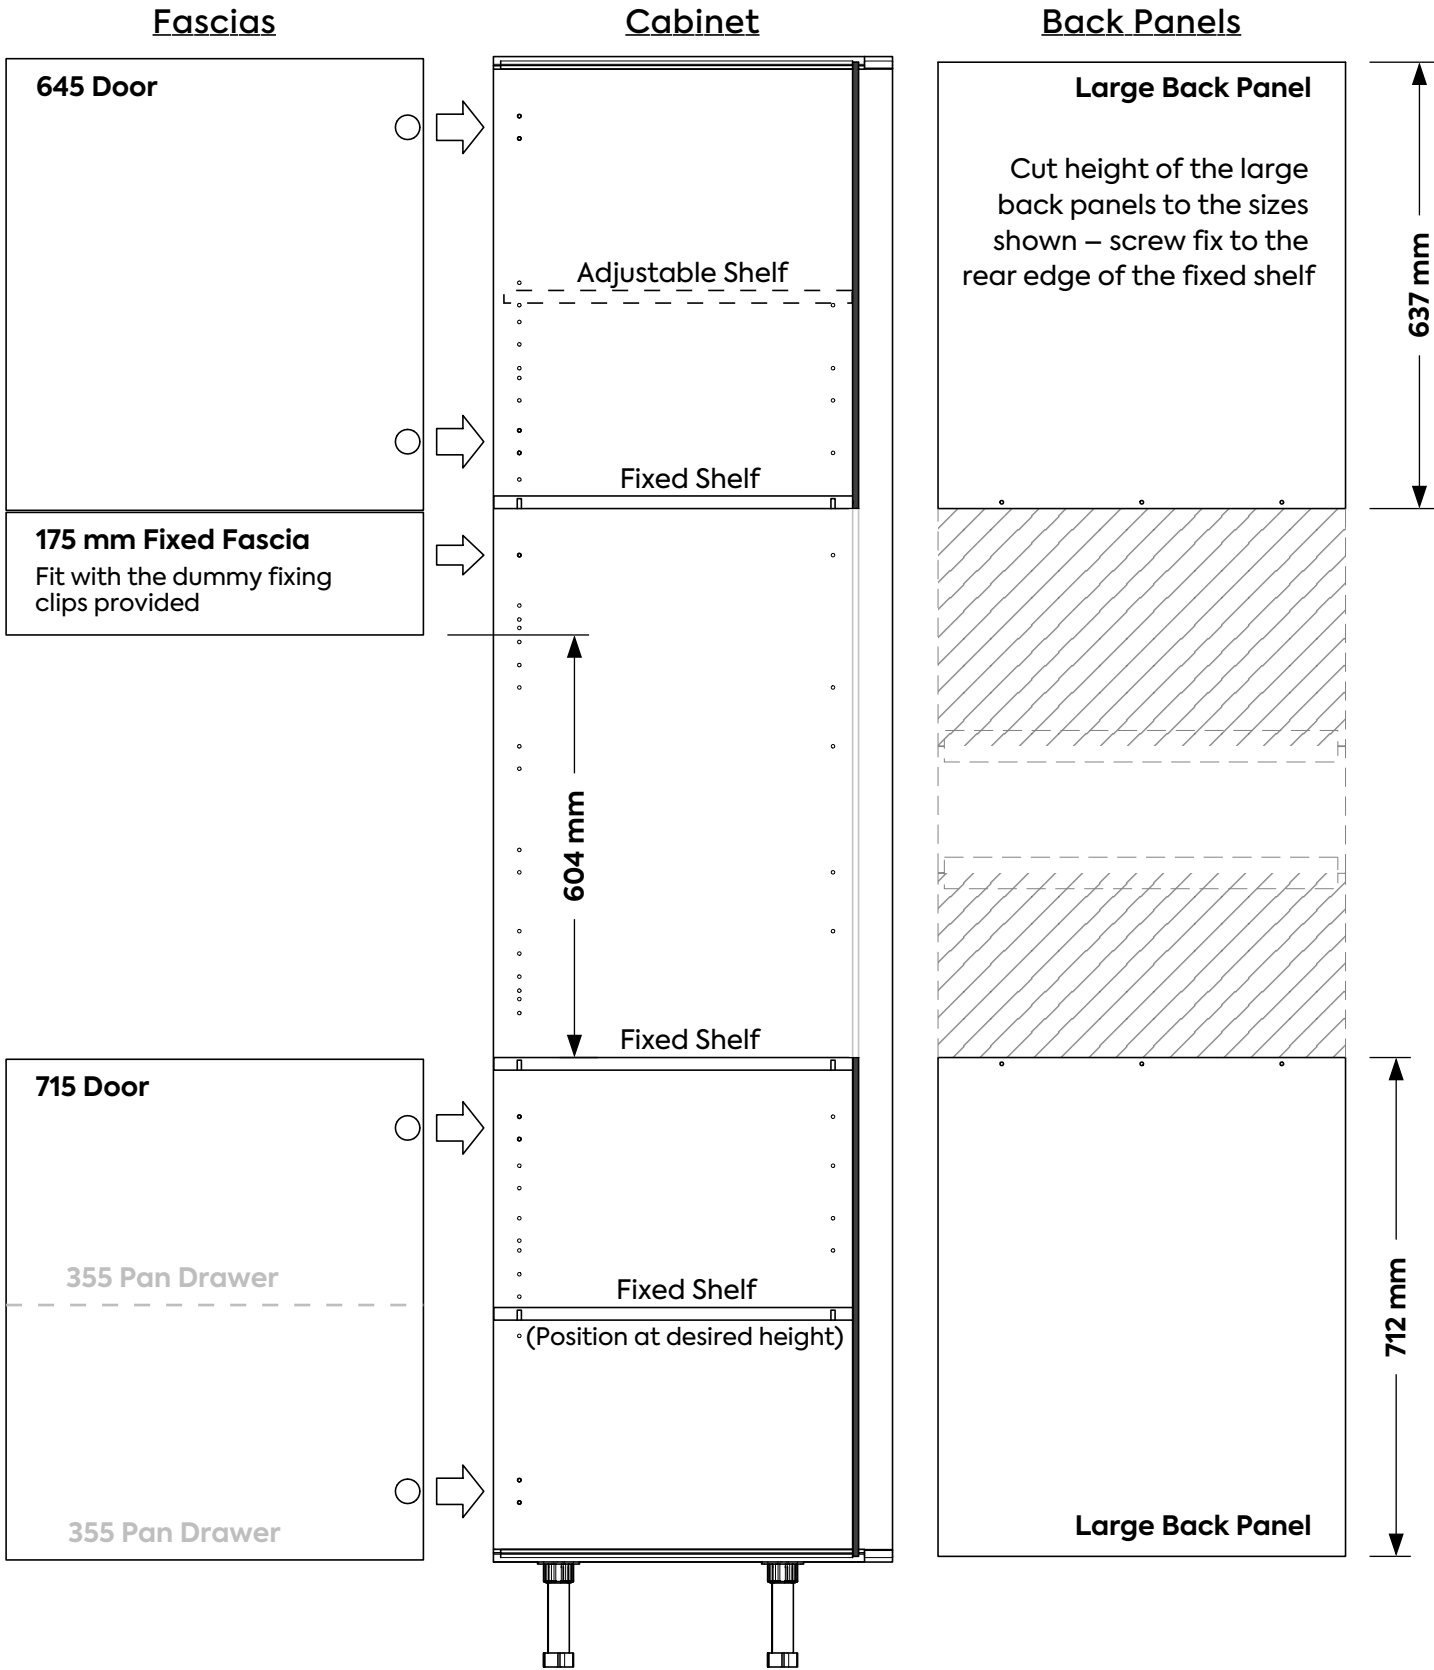 Fascias
Cabinet
Back Panels
645 Door
175 mm Fixed Fascia
Fit with the dummy fixing
clips provided
715 Door
355 Pan Drawer
355 Pan Drawer
Adjustable Shelf
Fixed Shelf
604 mm
Fixed Shelf
Fixed Shelf
(Position at desired height)
Large Back Panel
Cut height of the large
back panels to the sizes
shown – screw fix to the
rear edge of the fixed shelf
637 mm
712 mm
Large Back Panel